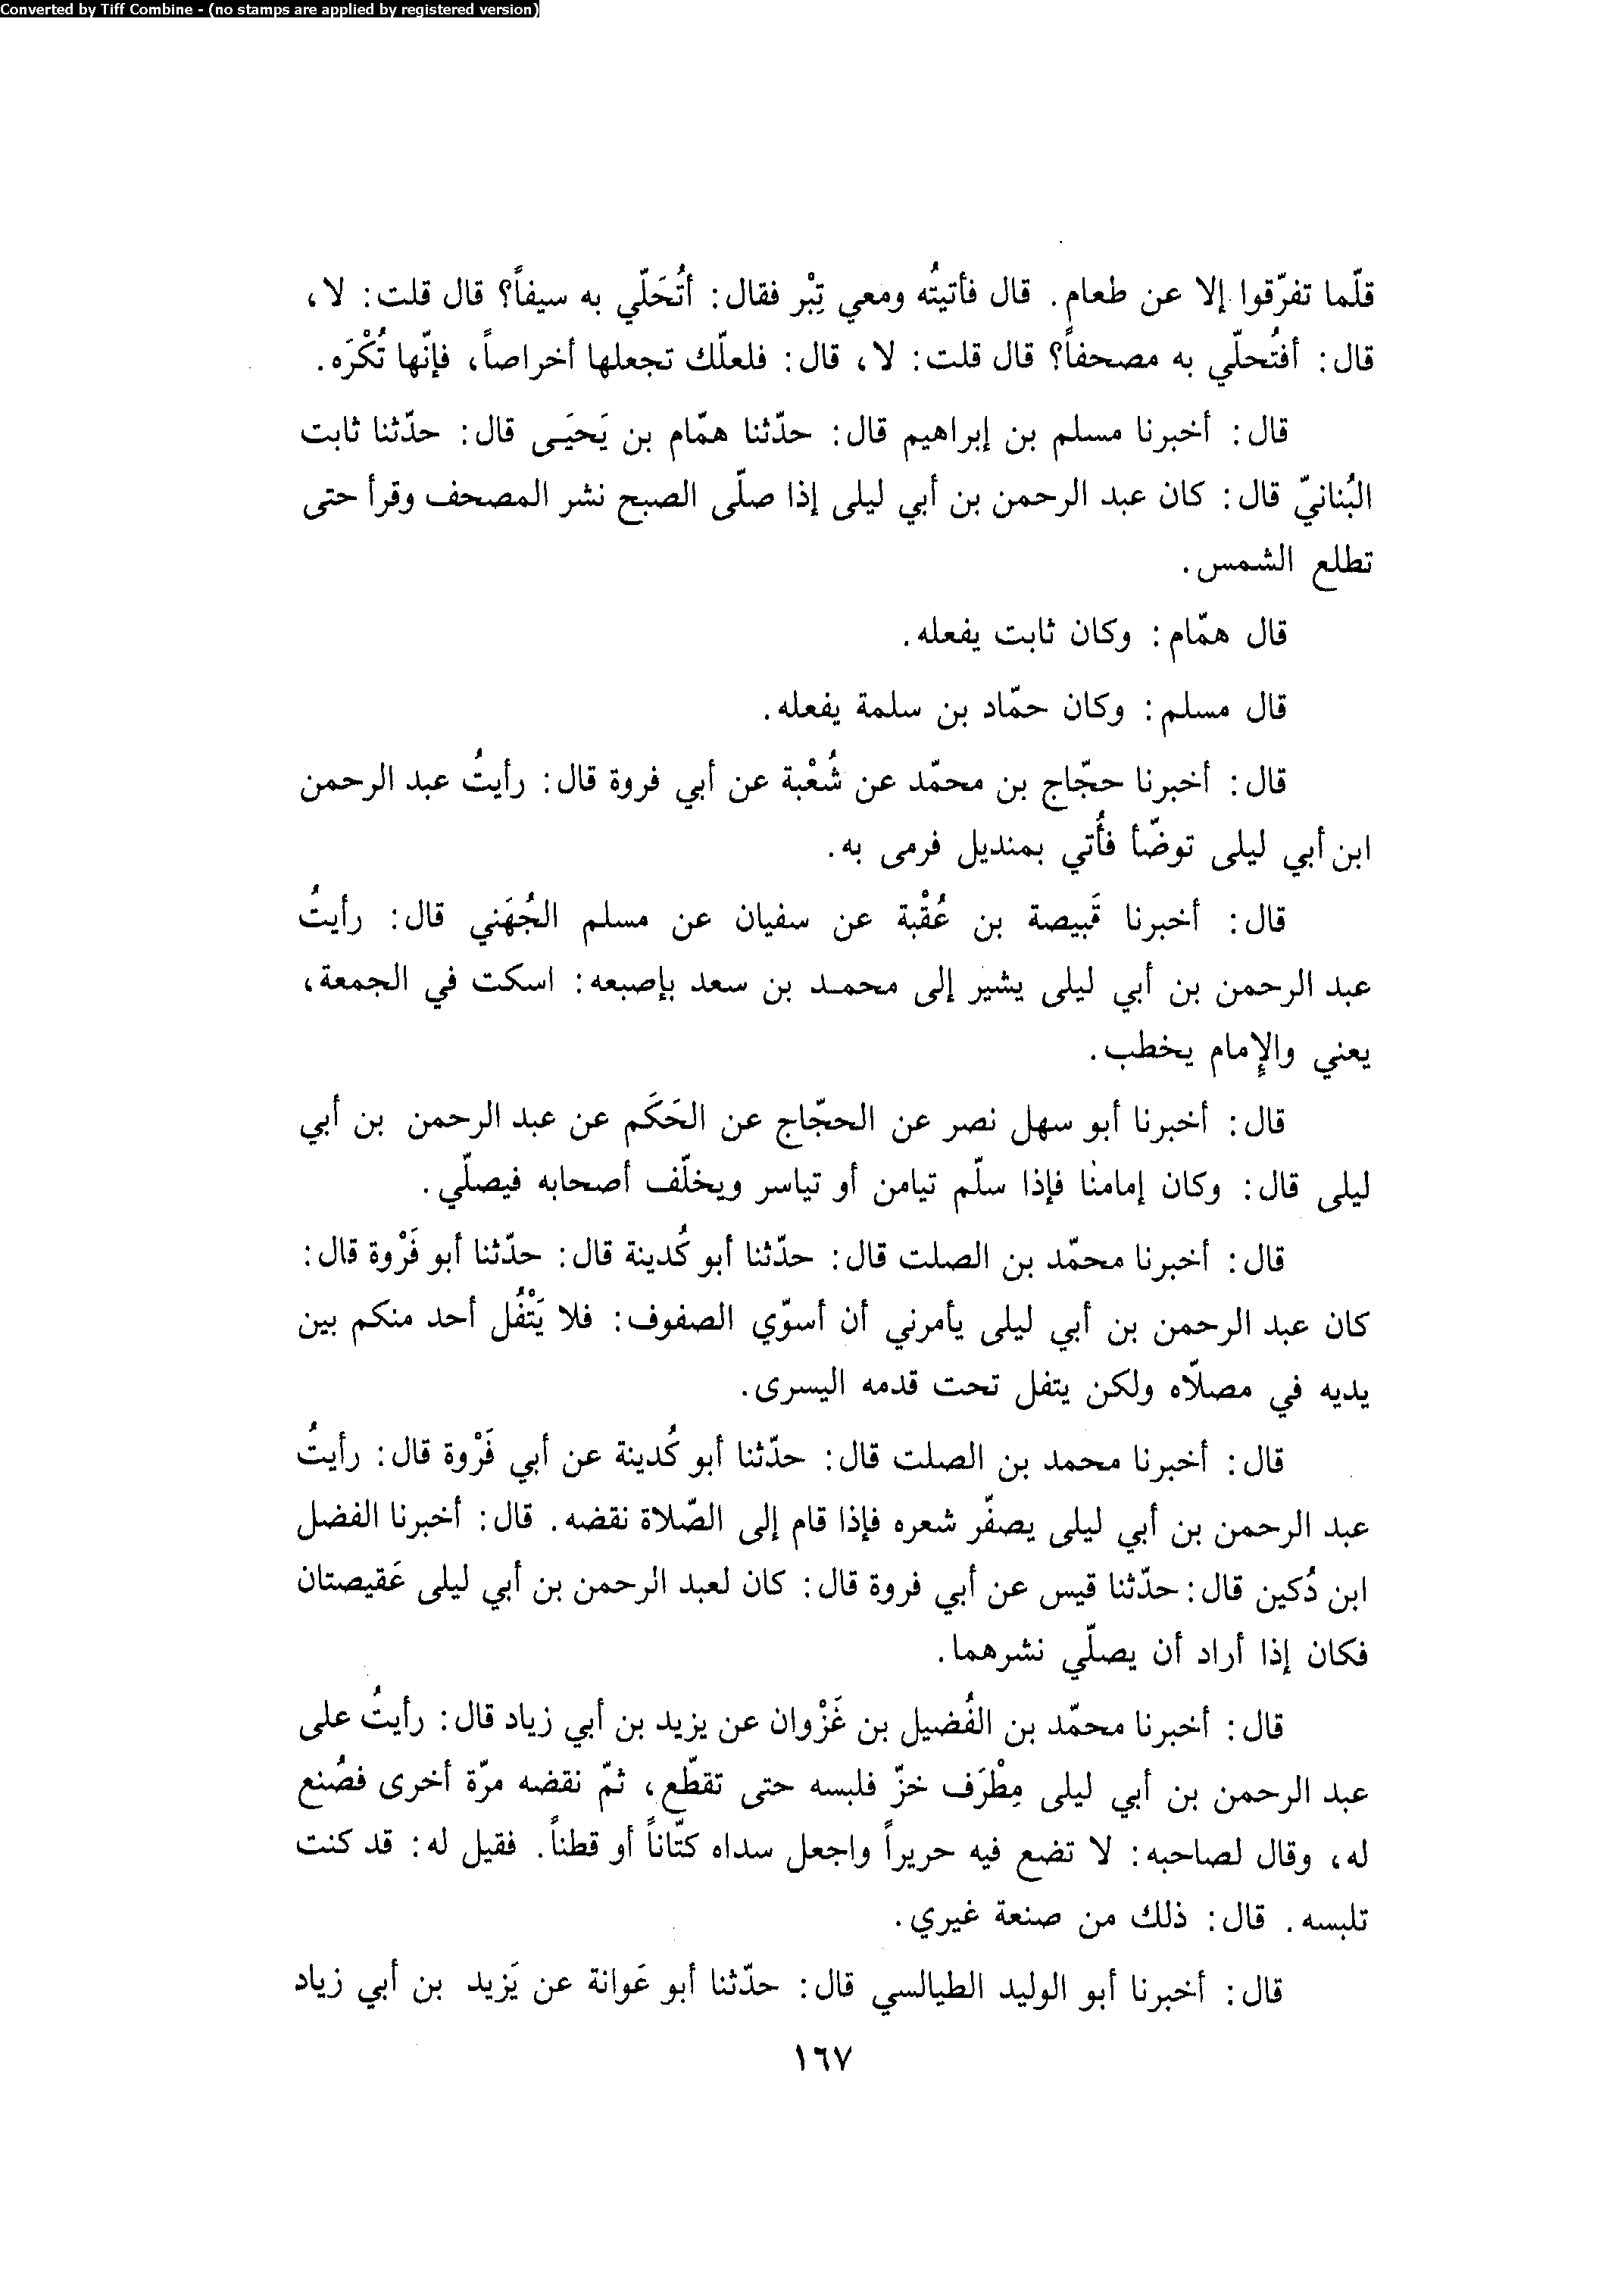 Converted by Tiff Combine - (no stamps are applied by registered version)
قلّما تفرّقوا إلا عن طعام. قال فأتيتُه ومعي تِبْر فقال: أتُحَلّي به سيفاً؟ قال قلت: لا،
قال: أفتُحلّي به مصحفاً؟ قال قلت: لا، قال: فلعلّك تجعلها أخراصاً، فإنّها تُكْرَه.
قال: أخبرنا مسلم بن إبراهيم قال: حدّثنا همّام بن يَحيَى قال: حدّثنا ثابت
البُنانيّ قال: كان عبد الرحمن بن أبي ليلى إذا صلّى الصبح نشر المصحف وقرأ حتى
تطلع الشمس.
قال همّام: وكان ثابت يفعله.
قال مسلم: وكان حمّاد بن سلمة يفعله.
قال: أخبرنا حجّاج بن محمّد عن شُعْبة عن أبي فروة قال: رأيتُ عبد الرحمن
ابن أبي ليلى توضّأ فأُتي بمنديل فرمى به.
قال: أخبرنا قَبيصة بن عُقْبة عن سفيان عن مسلم الجُهَني قال: رأيتُ
عبد الرحمن بن أبي ليلى يشير إلى محمد بن سعد بإصبعه: اسكت في الجمعة،
يعني والإمام يخطب.
قال: أخبرنا أبو سهل نصر عن الحجّاج عن الحَكَم عن عبد الرحمن بن أبي
ليلى قال: وكان إمامنا فإذا سلّم تيامن أو تياسر ويخلّف أصحابه فيصلّي.
قال: أخبرنا محمّد بن الصلت قال: حدّثنا أبو كُدينة قال: حدّثنا أبو فَرْوة قال:
كان عبد الرحمن بن أبي ليلى يأمرني أن أسوّي الصفوف: فلا يَتْفُل أحد منكم بين
يديه في مصلّاه ولكن يتفل تحت قدمه اليسرى.
قال: أخبرنا محمد بن الصلت قال: حدّثنا أبو كُدينة عن أبي فَرْوة قال: رأيتُ
عبد الرحمن بن أبي ليلى يصفّر شعره فإذا قام إلى الصّلاة نقضه. قال: أخبرنا الفضل
ابن دُكين قال: حدّثنا قيس عن أبي فروة قال: كان لعبد الرحمن بن أبي ليلى عَقيصتان
فكان إذا أراد أن يصلّي نشرهما.
قال: أخبرنا محمّد بن الفُضيل بن غَزْوان عن يزيد بن أبي زياد قال: رأيتُ على
عبد الرحمن بن أبي ليلى مِطْرَف خزّ فلبسه حتى تقطّع، ثمّ نقضه مرّة أخرى فصُنع
له، وقال لصاحبه: لا تضع فيه حريراً واجعل سداه كتّاناً أو قطناً. فقيل له: قد كنت
تلبسه. قال: ذلك من صنعة غيري.
قال: أخبرنا أبو الوليد الطيالسي قال: حدّثنا أبو عَوانة عن يَزيد بن أبي زياد
١٦٧